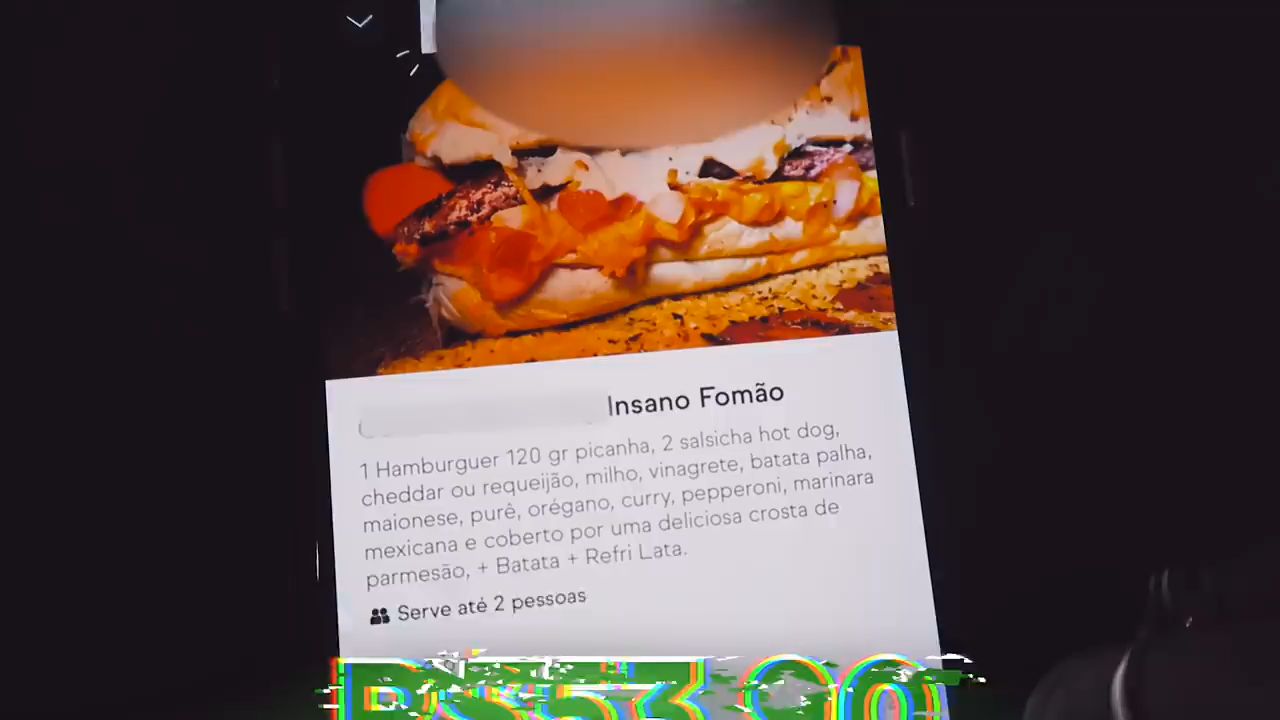 Insano Fomão
1 Hamburguer 120 gr picanha, 2 salsicha hot dog,
cheddar ou requeijão, milho, vinagrete, batata palha,
maionese, purê, orégano, curry, pepperoni, marinara
mexicana e coberto por uma deliciosa crosta de
parmesão, + Batata + Refri Lata.
Serve até 2 pessoas